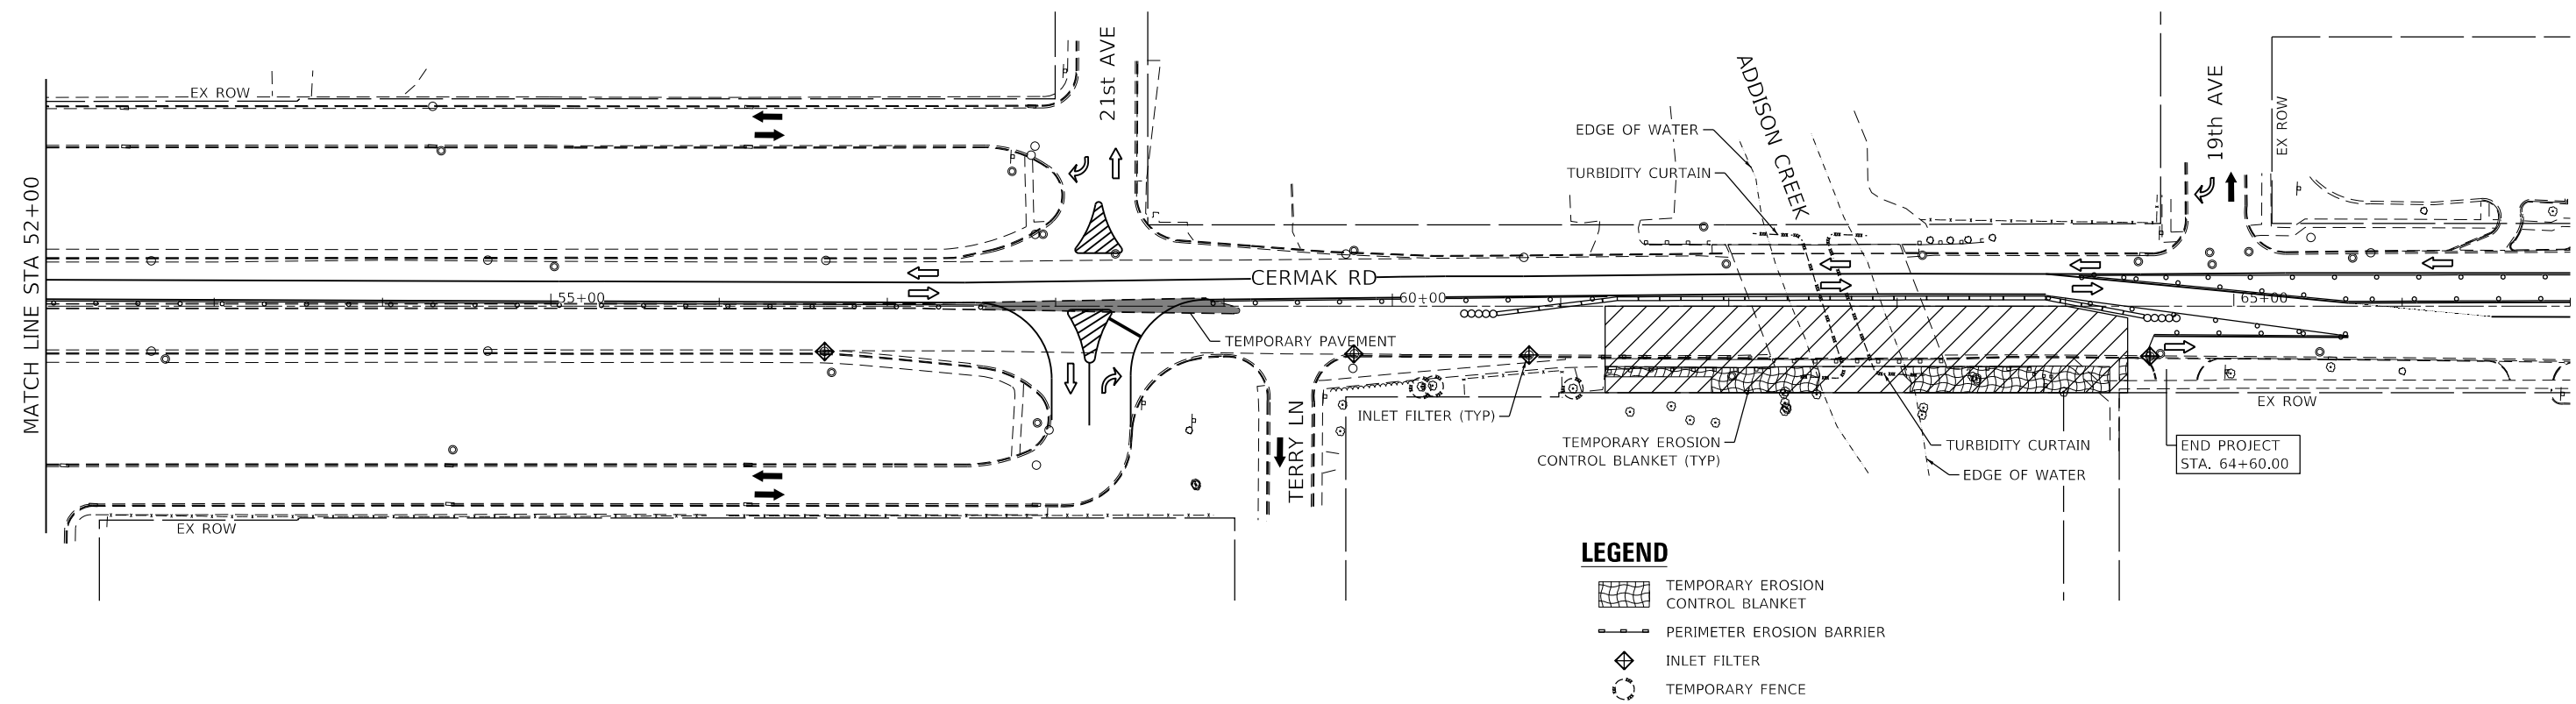 MATCH LINE STA 52+00
EX ROW
21st AVE
EDGE OF WATER
TURBIDITY CURTAIN
ADDISON CREEK
19th AVE
EX ROW
CERMAK RD
55+00
60+00
65+00
TEMPORARY PAVEMENT
TERRY LN
INLET FILTER (TYP)
TEMPORARY EROSION
CONTROL BLANKET (TYP)
TURBIDITY CURTAIN
EDGE OF WATER
EX ROW
END PROJECT
STA. 64+60.00
EX ROW
LEGEND
TEMPORARY EROSION
CONTROL BLANKET
PERIMETER EROSION BARRIER
INLET FILTER
TEMPORARY FENCE